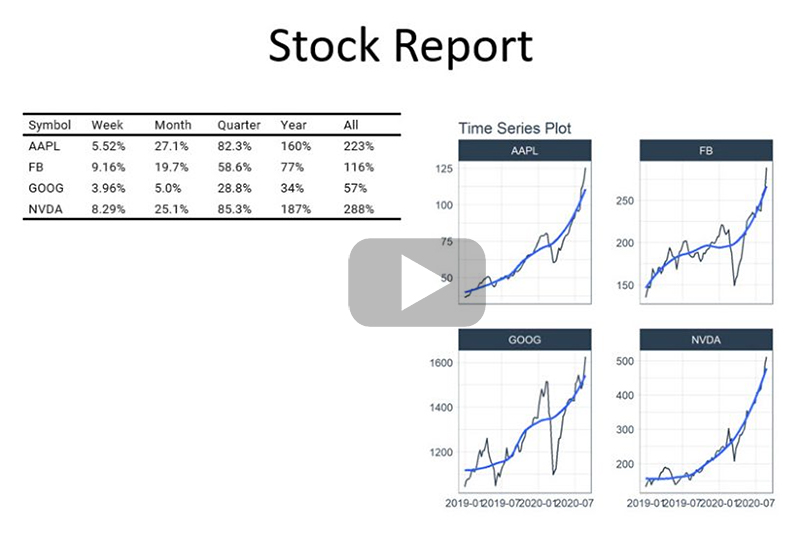 Stock Report
Symbol Week Month Quarter Year All
AAPL 5.52% 27.1% 82.3% 160% 223%
FB 9.16% 19.7% 58.6% 77% 116%
GOOG 3.96% 5.0% 28.8% 34% 57%
NVDA 8.29% 25.1% 85.3% 187% 288%
Time Series Plot
AAPL
125
100
75
50
FB
250
200
150
GOOG
1600
1400
1200
2019-01 2019-07 2020-01 2020-07
NVDA
500
400
300
200
2019-01 2019-07 2020-01 2020-07